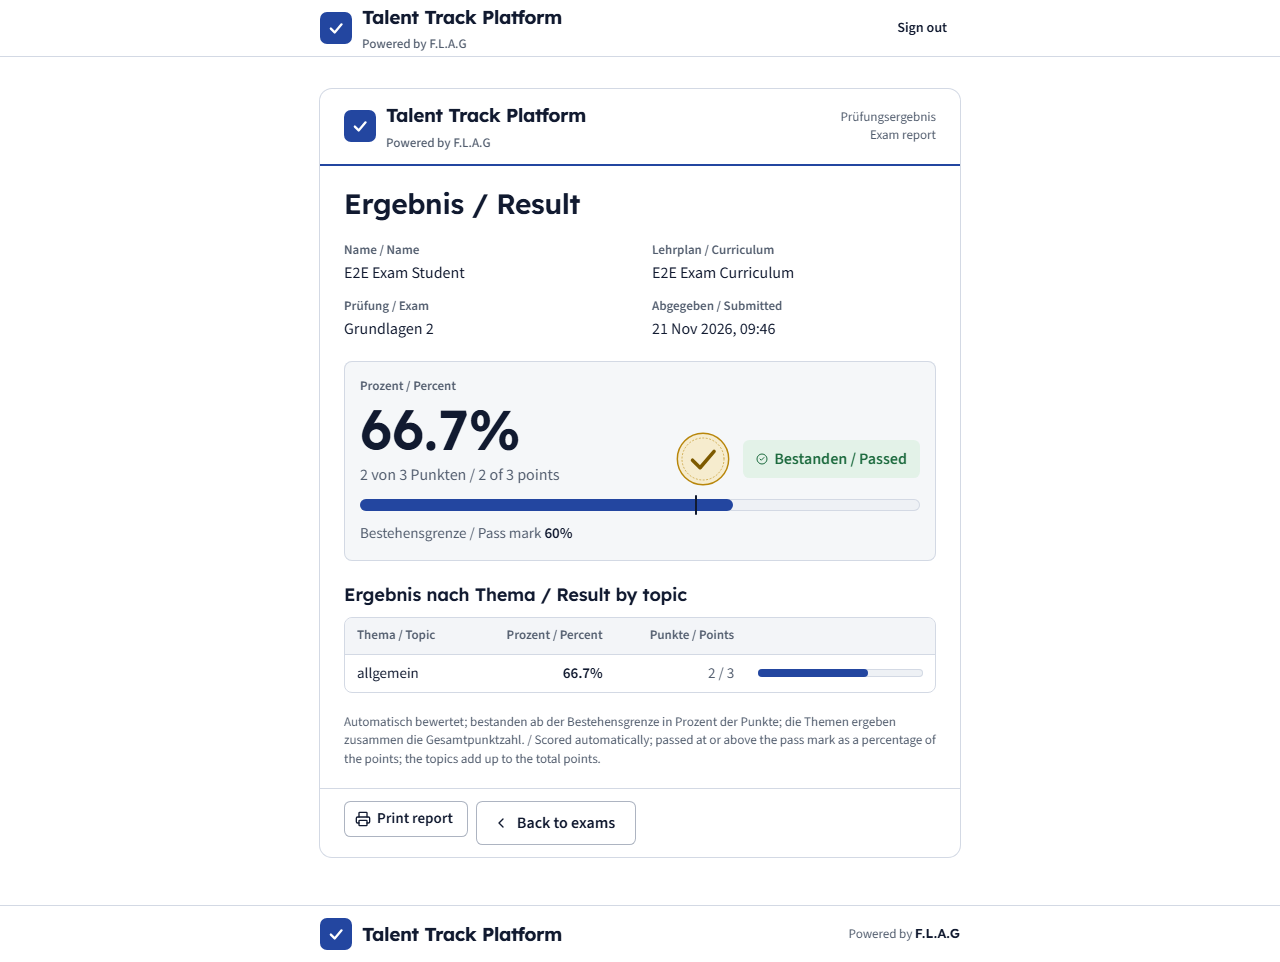 Talent Track Platform
Powered by F.L.A.G
Sign out
Talent Track Platform
Powered by F.L.A.G
Prüfungsergebnis
Exam report
Ergebnis / Result
Name / Name
E2E Exam Student
Lehrplan / Curriculum
E2E Exam Curriculum
Prüfung / Exam
Grundlagen 2
Abgegeben / Submitted
21 Nov 2026, 09:46
Prozent / Percent
66.7%
2 von 3 Punkten / 2 of 3 points
Bestanden / Passed
Bestehensgrenze / Pass mark 60%
Ergebnis nach Thema / Result by topic
Thema / Topic Prozent / Percent Punkte / Points
allgemein 66.7% 2 / 3
Automatisch bewertet; bestanden ab der Bestehensgrenze in Prozent der Punkte; die Themen ergeben
zusammen die Gesamtpunktzahl. / Scored automatically; passed at or above the pass mark as a percentage of
the points; the topics add up to the total points.
Print report
Back to exams
Talent Track Platform
Powered by F.L.A.G